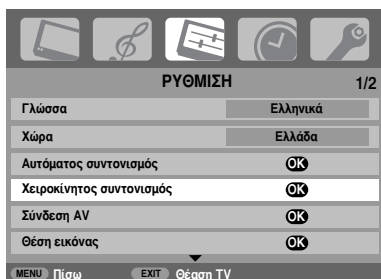 ΡΥΘΜΙΣΗ 1/2
Γλώσσα Ελληνικά
Χώρα Ελλάδα
Αυτόματος συντονισμός OK
Χειροκίνητος συντονισμός OK
Σύνδεση AV OK
Θέση εικόνας OK
MENU Πίσω EXIT Θέαση TV